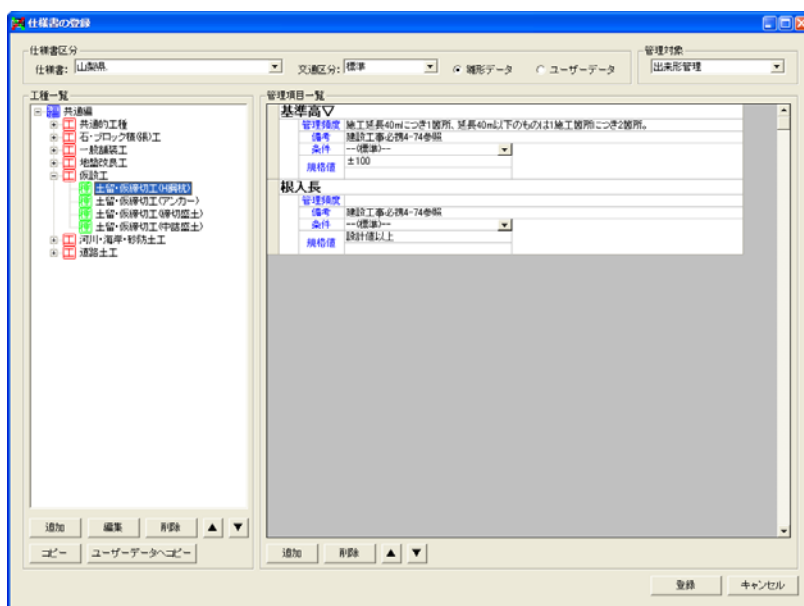 仕様書の登録
仕様書区分
仕様書: 山梨県
交通区分: 標準
雛形データ
ユーザーデータ
管理対象
出来形管理
工種一覧
共通編
工 共通的工種
工 石・ブロック積(張)工
工 一般舗装工
工 地盤改良工
工 仮設工
土留・仮締切工(H鋼杭)
土留・仮締切工(アンカー)
土留・仮締切工(締切盛土)
土留・仮締切工(中詰盛土)
工 河川・海岸・砂防土工
工 道路土工
追加 編集 削除 ▲ ▼
コピー ユーザーデータへコピー
管理項目一覧
基準高▽
管理頻度 施工延長40mにつき1箇所、延長40m以下のものは1施工箇所につき2箇所。
備考 建設工事必携4-74参照
条件 --(標準)--
規格値 ±100
根入長
管理頻度
備考 建設工事必携4-74参照
条件 --(標準)--
規格値 設計値以上
追加 削除 ▲ ▼
登録 キャンセル